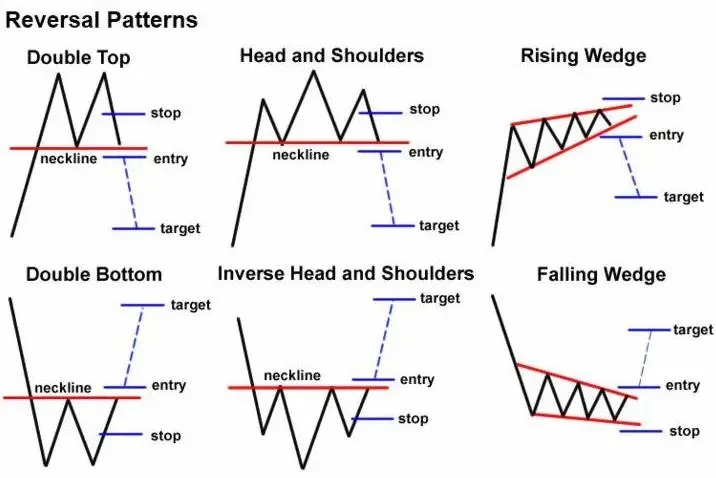 Reversal Patterns
Double Top
stop
neckline
entry
target
Head and Shoulders
stop
neckline
entry
target
Rising Wedge
stop
entry
target
Double Bottom
target
neckline
entry
stop
Inverse Head and Shoulders
target
neckline
entry
stop
Falling Wedge
target
entry
stop